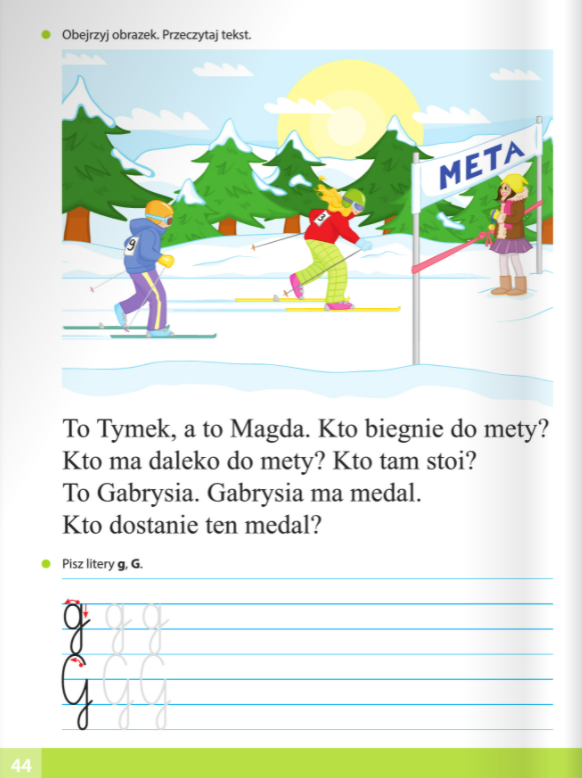 Obejrzyj obrazek. Przeczytaj tekst.
META
9
3
To Tymek, a to Magda. Kto biegnie do mety?
Kto ma daleko do mety? Kto tam stoi?
To Gabrysia. Gabrysia ma medal.
Kto dostanie ten medal?
Pisz litery g, G.
g g g
G G G
44